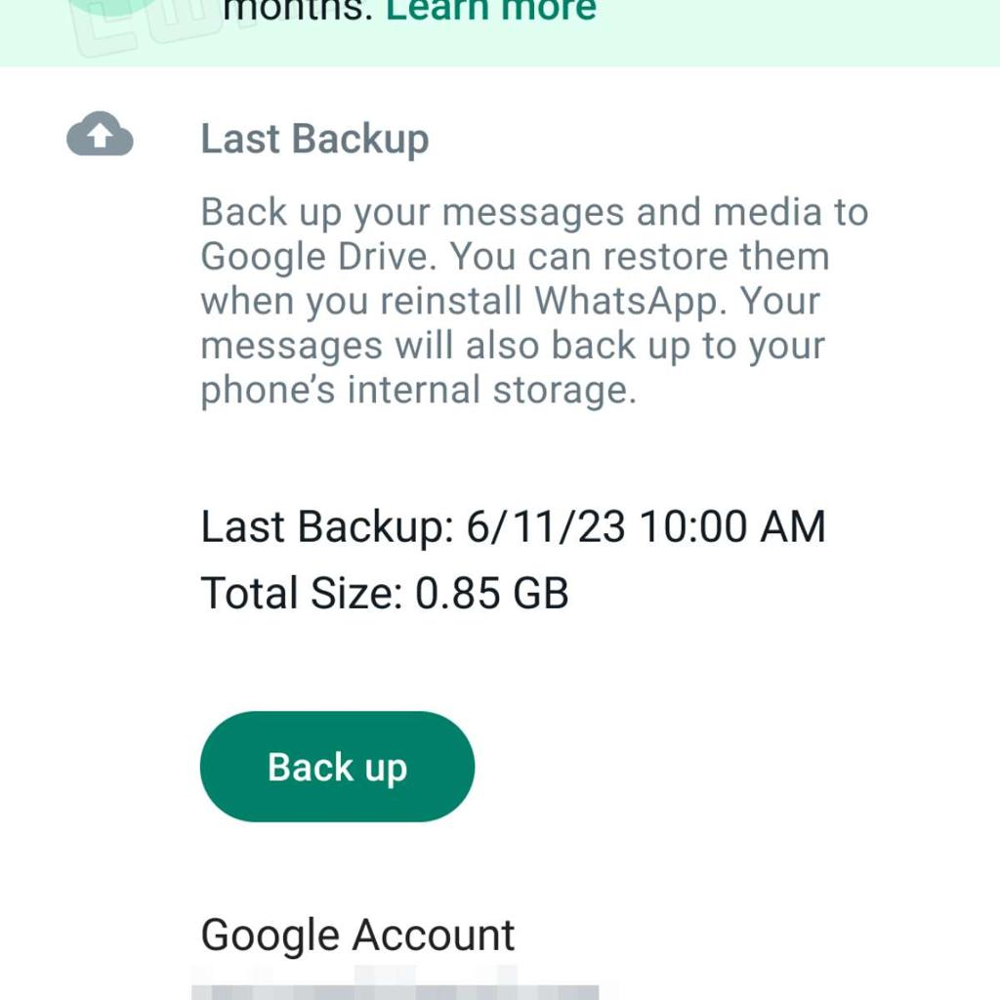 months. Learn more
Last Backup
Back up your messages and media to
Google Drive. You can restore them
when you reinstall WhatsApp. Your
messages will also back up to your
phone’s internal storage.
Last Backup: 6/11/23 10:00 AM
Total Size: 0.85 GB
Back up
Google Account